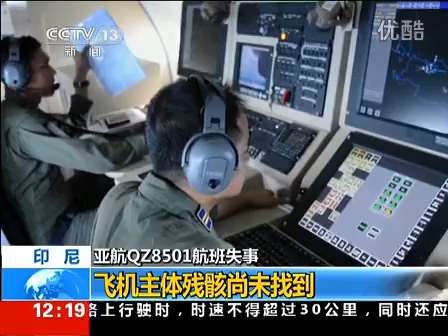 CCTV 13
新闻
优酷
印尼
亚航QZ8501航班失事
飞机主体残骸尚未找到
12:19
路上行驶时，时速不得超过30公里，同时还应